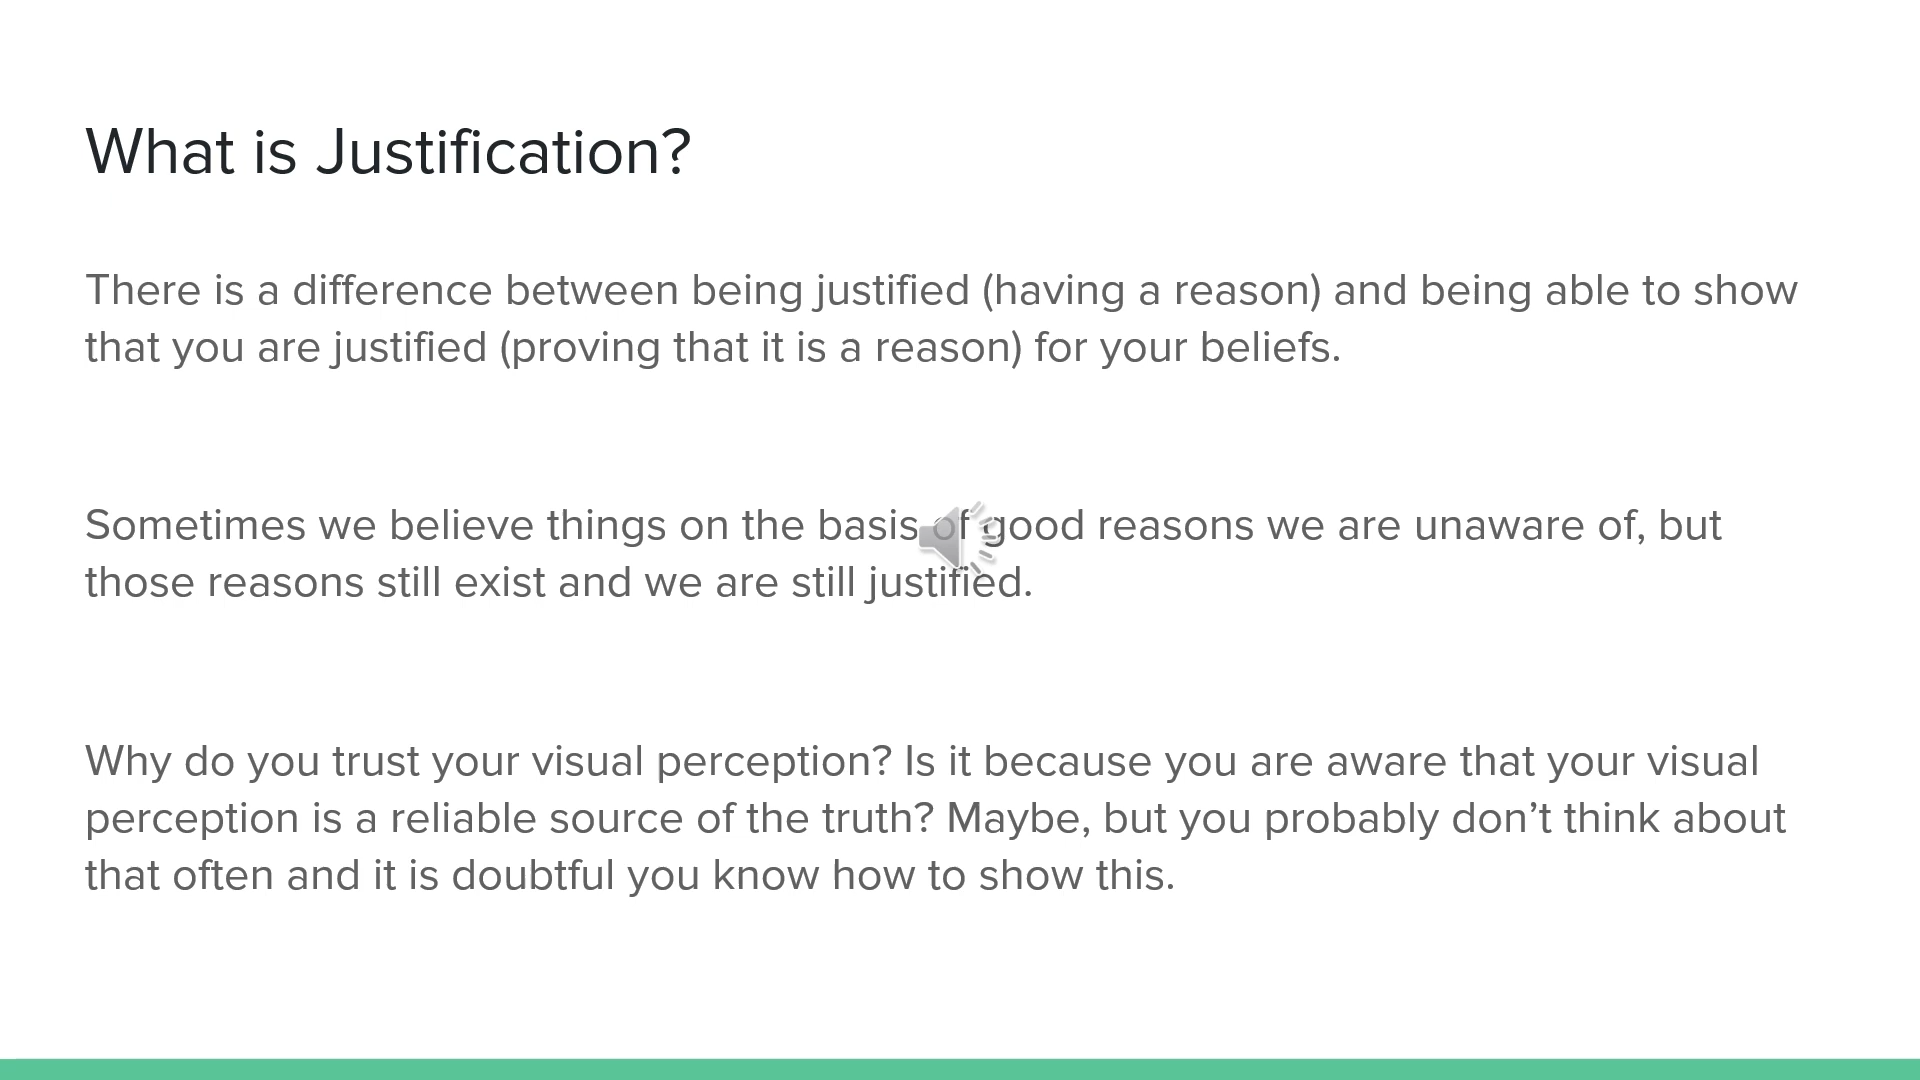 What is Justification?
There is a difference between being justified (having a reason) and being able to show
that you are justified (proving that it is a reason) for your beliefs.
Sometimes we believe things on the basis of good reasons we are unaware of, but
those reasons still exist and we are still justified.
Why do you trust your visual perception? Is it because you are aware that your visual
perception is a reliable source of the truth? Maybe, but you probably don’t think about
that often and it is doubtful you know how to show this.